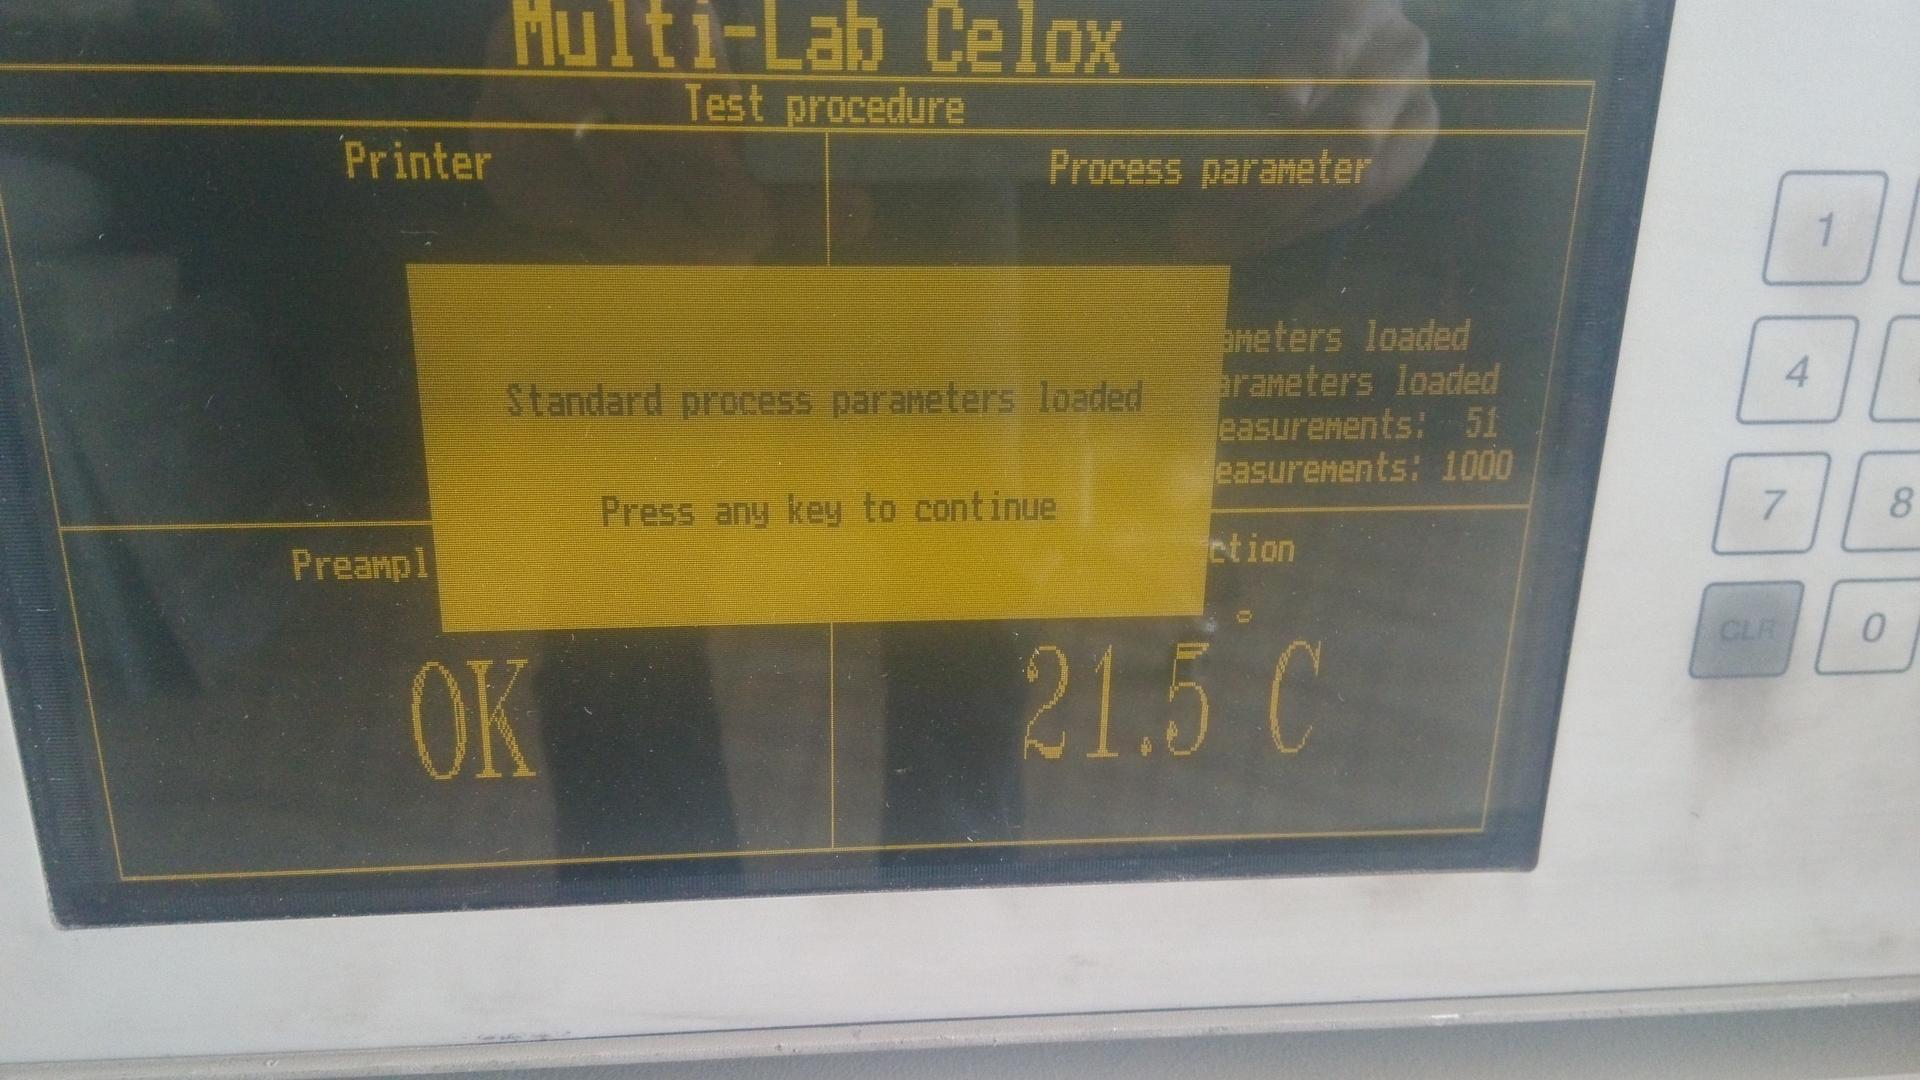 Multi-Lab Celox
Test procedure
Printer
Process parameter
ameters loaded
arameters loaded
easurements: 51
easurements: 1000
Standard process parameters loaded
Press any key to continue
Preampl
ction
OK
21.5 °C
1
4
7 8
CLR 0